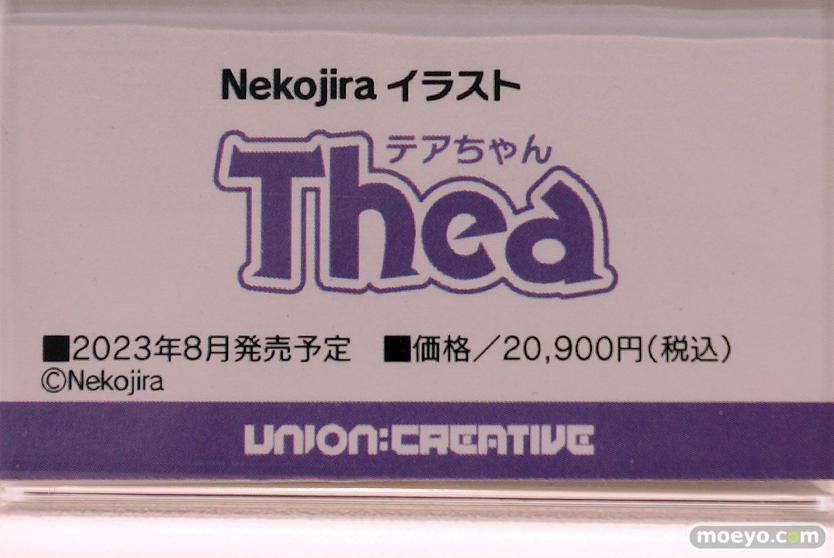 Nekojira イラスト
テアちゃん
Thea
■2023年8月発売予定 ■価格／20,900円（税込）
©Nekojira
UNION:CREATIVE
moeyo.com